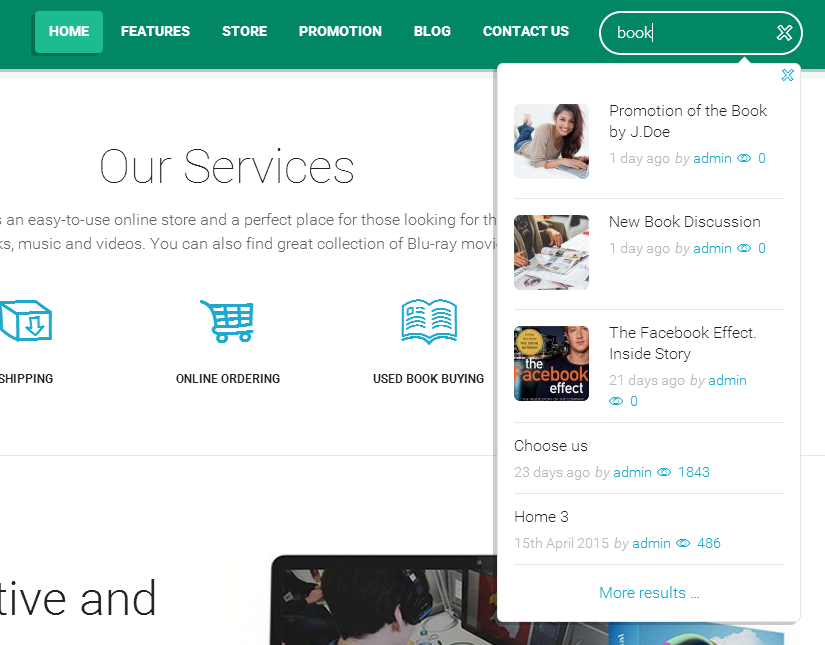 HOME FEATURES STORE PROMOTION BLOG CONTACT US book
Promotion of the Book
by J.Doe
1 day ago by admin 0
New Book Discussion
1 day ago by admin 0
the
Facebook
effect
The Facebook Effect.
Inside Story
21 days ago by admin
0
Choose us
23 days ago by admin 1843
Home 3
15th April 2015 by admin 486
More results ...
Our Services
s an easy-to-use online store and a perfect place for those looking for th
ks, music and videos. You can also find great collection of Blu-ray movi
SHIPPING
ONLINE ORDERING
USED BOOK BUYING
tive and